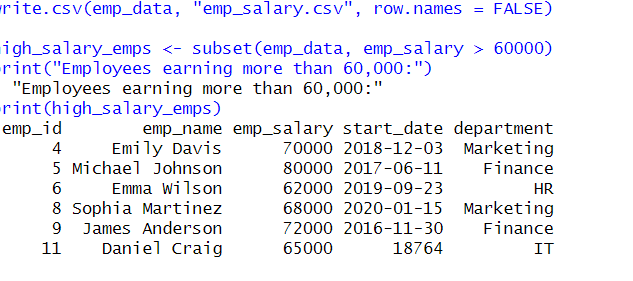 write.csv(emp_data, "emp_salary.csv", row.names = FALSE)
high_salary_emps <- subset(emp_data, emp_salary > 60000)
print("Employees earning more than 60,000:")
"Employees earning more than 60,000:"
print(high_salary_emps)
emp_id emp_name emp_salary start_date department
4 Emily Davis 70000 2018-12-03 Marketing
5 Michael Johnson 80000 2017-06-11 Finance
6 Emma Wilson 62000 2019-09-23 HR
8 Sophia Martinez 68000 2020-01-15 Marketing
9 James Anderson 72000 2016-11-30 Finance
11 Daniel Craig 65000 18764 IT